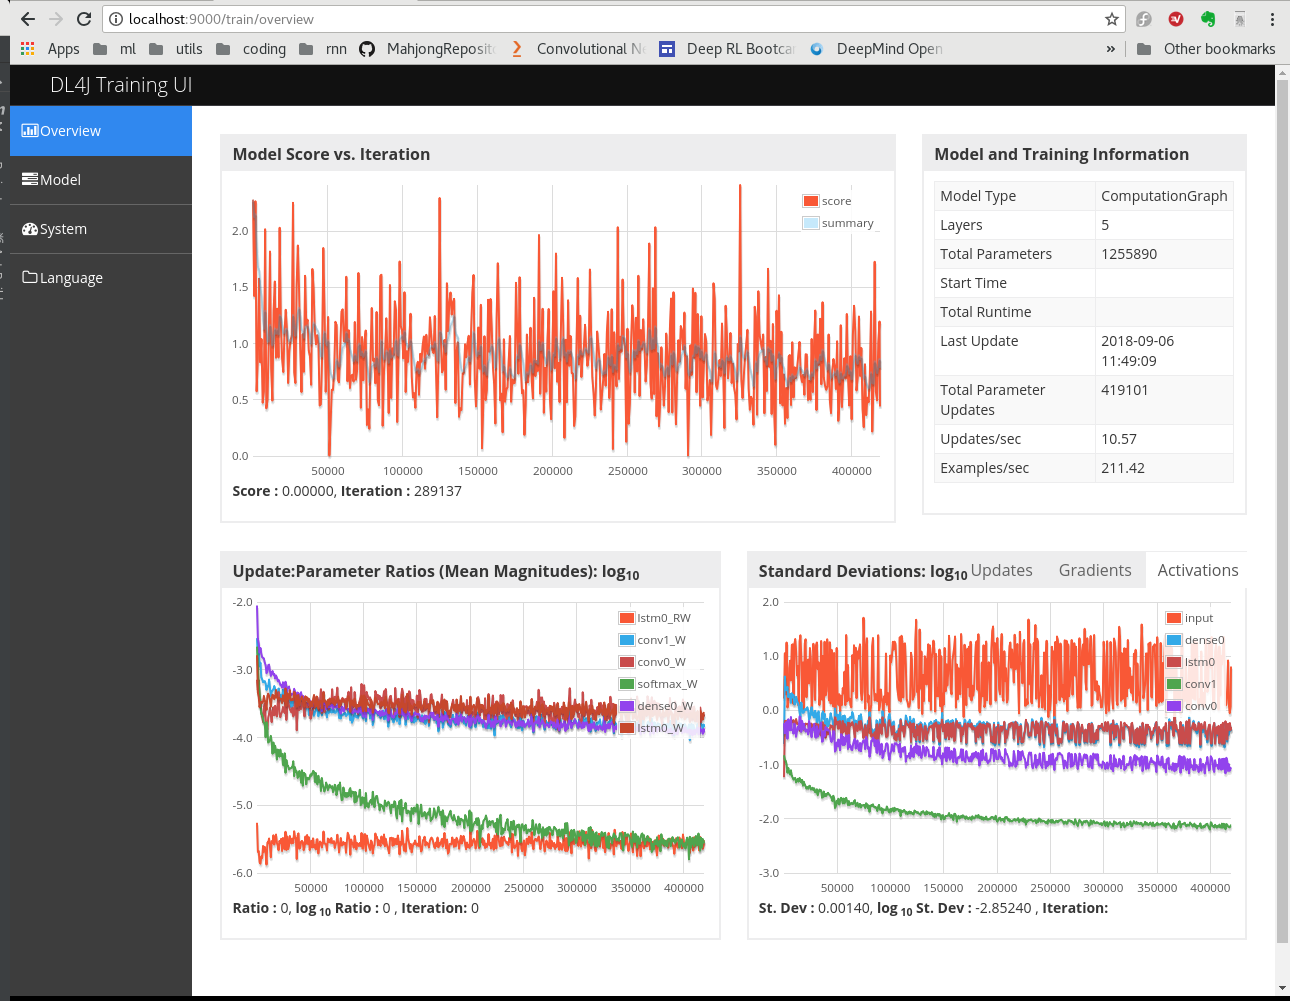 localhost:9000/train/overview
Apps ml utils coding rnn MahjongReposit Convolutional N Deep RL Bootca DeepMind Open » Other bookmarks
DL4J Training UI
Overview
Model
System
Language
Model Score vs. Iteration
score
summary
2.0
1.5
1.0
0.5
0.0
50000 100000 150000 200000 250000 300000 350000 400000
Score : 0.00000, Iteration : 289137
Model and Training Information
Model Type ComputationGraph
Layers 5
Total Parameters 1255890
Start Time
Total Runtime
Last Update 2018-09-06
11:49:09
Total Parameter 419101
Updates
Updates/sec 10.57
Examples/sec 211.42
Update:Parameter Ratios (Mean Magnitudes): log10
-2.0
-3.0
-4.0
-5.0
-6.0
lstm0_RW
conv1_W
conv0_W
softmax_W
dense0_W
lstm0_W
50000 100000 150000 200000 250000 300000 350000 400000
Ratio : 0, log 10 Ratio : 0 , Iteration: 0
Standard Deviations: log10 Updates Gradients Activations
2.0
1.0
0.0
-1.0
-2.0
-3.0
input
dense0
lstm0
conv1
conv0
50000 100000 150000 200000 250000 300000 350000 400000
St. Dev : 0.00140, log 10 St. Dev : -2.85240 , Iteration: